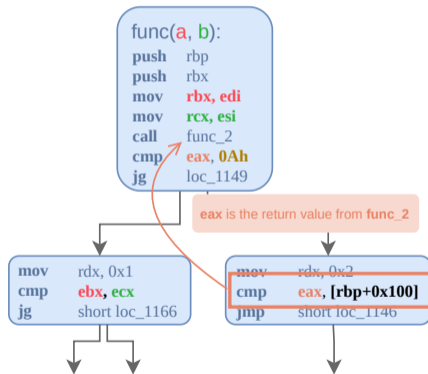 func(a, b):
push rbp
push rbx
mov rbx, edi
mov rcx, esi
call func_2
cmp eax, 0Ah
jg loc_1149
eax is the return value from func_2
mov rdx, 0x1
cmp ebx, ecx
jg short loc_1166
mov rdx, 0x2
cmp eax, [rbp+0x100]
jmp short loc_1146